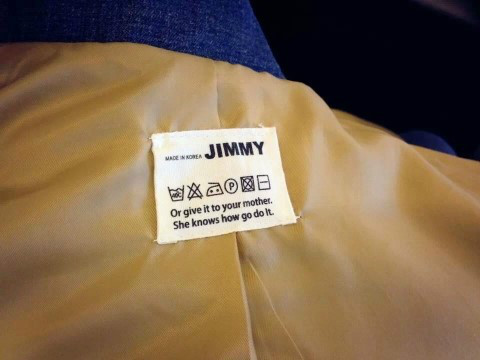 MADE IN KOREA JIMMY
Or give it to your mother.
She knows how go do It.